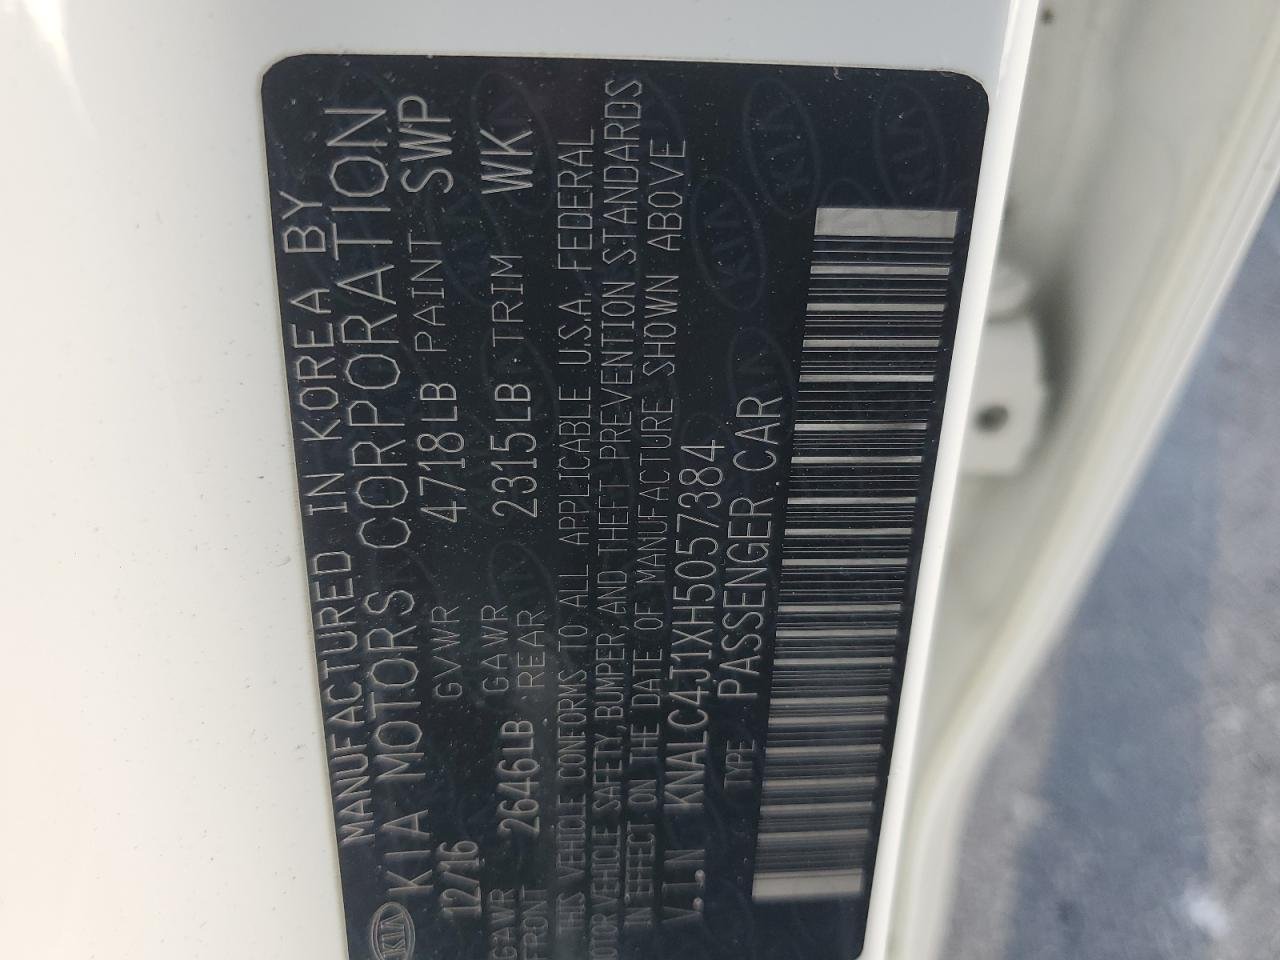 MANUFACTURED IN KOREA BY
KIA MOTORS CORPORATION
KIA
12/16 GVWR 4718LB PAINT SWP
GAWR FRONT 2646LB GAWR REAR 2315LB TRIM WK
THIS VEHICLE CONFORMS TO ALL APPLICABLE U.S.A. FEDERAL
MOTOR VEHICLE SAFETY, BUMPER, AND THEFT PREVENTION STANDARDS
IN EFFECT ON THE DATE OF MANUFACTURE SHOWN ABOVE
V.I.N KNALC4J1XH5057384
TYPE PASSENGER CAR